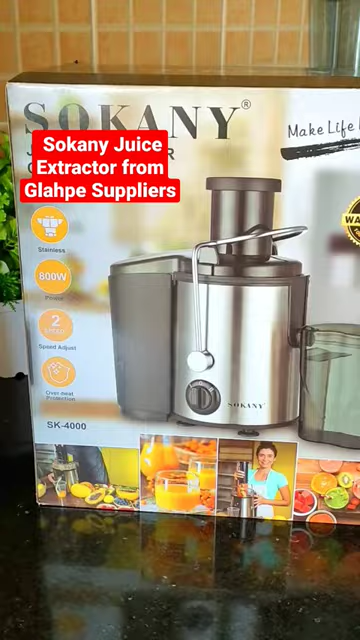 SOKANY®
Make Life
Sokany Juice
Extractor from
Glahpe Suppliers
Stainless
800W
Power
2
SPEED
Speed Adjust
Over-heat
Protection
SOKANY
SK-4000